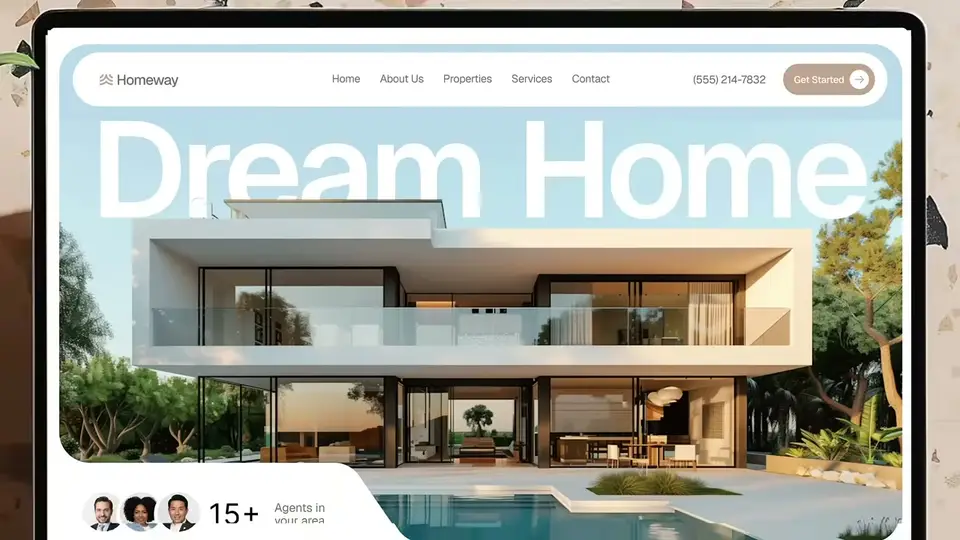 Homeway
Home About Us Properties Services Contact
(555) 214-7832
Get Started
Dream Home
15+
Agents in
your area